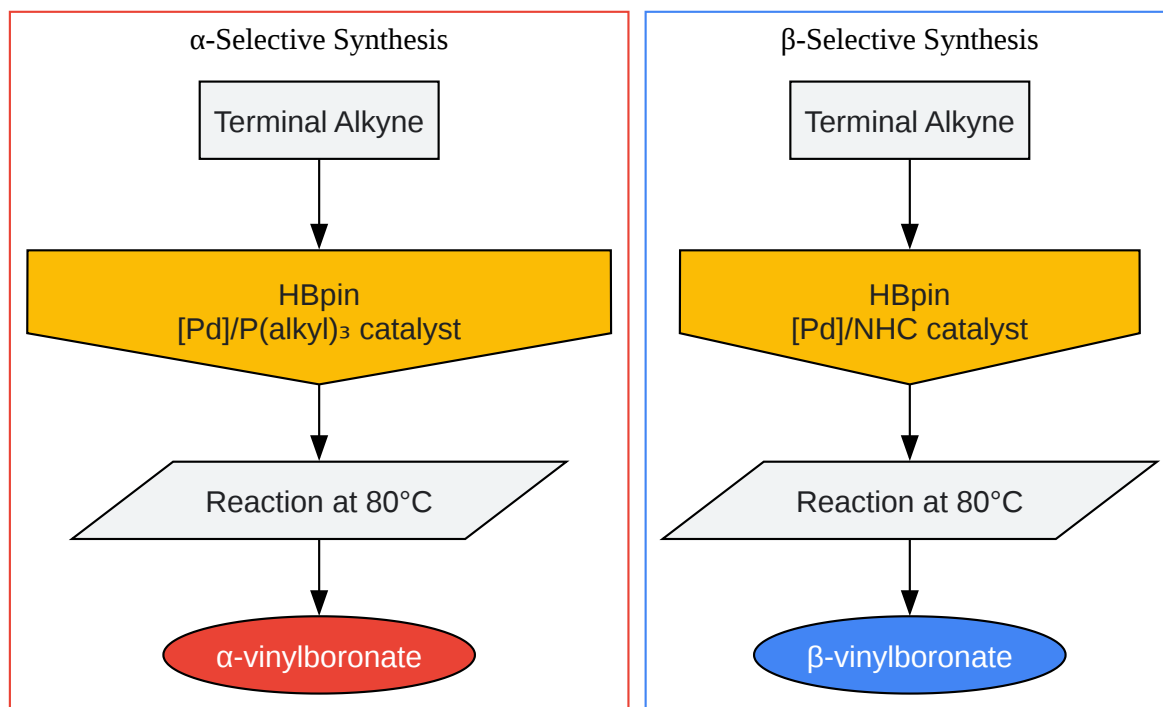 α-Selective Synthesis
Terminal Alkyne
HBpin
[Pd]/P(alkyl)₃ catalyst
Reaction at 80°C
α-vinylboronate
β-Selective Synthesis
Terminal Alkyne
HBpin
[Pd]/NHC catalyst
Reaction at 80°C
β-vinylboronate